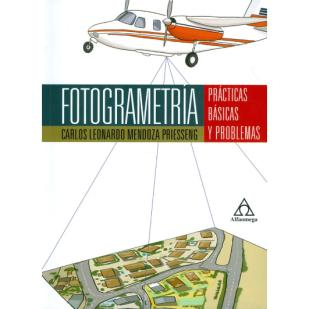 FOTOGRAMETRÍA
PRÁCTICAS
BÁSICAS
Y PROBLEMAS
CARLOS LEONARDO MENDOZA PRIESSENG
Alfaomega